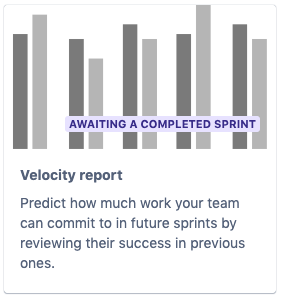 AWAITING A COMPLETED SPRINT
Velocity report
Predict how much work your team
can commit to in future sprints by
reviewing their success in previous
ones.